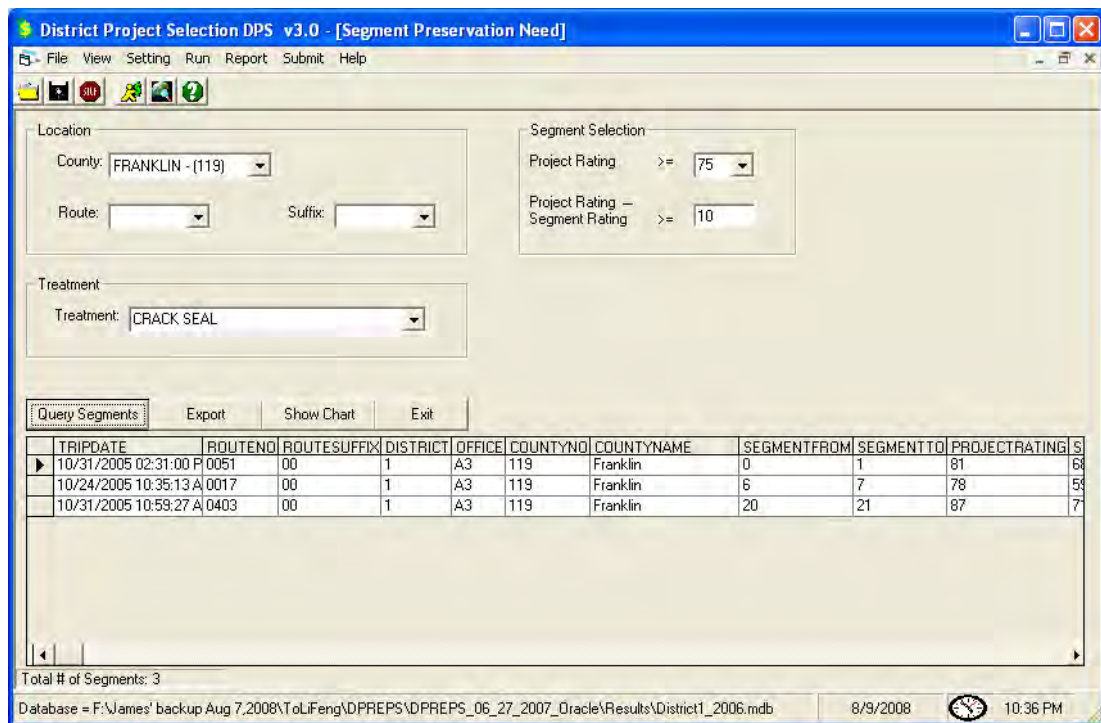 District Project Selection DPS v3.0 - [Segment Preservation Need]
File View Setting Run Report Submit Help
Location
Segment Selection
County: FRANKLIN - (119)
Project Rating >= 75
Route: Suffix:
Project Rating –
Segment Rating >= 10
Treatment
Treatment: CRACK SEAL
Query Segments Export Show Chart Exit
TRIPDATE ROUTENO ROUTESUFFIX DISTRICT OFFICE COUNTYNO COUNTYNAME SEGMENTFROM SEGMENTTO PROJECTRATING S
10/31/2005 02:31:00 P 0051 00 1 A3 119 Franklin 0 1 81 68
10/24/2005 10:35:13 A 0017 00 1 A3 119 Franklin 6 7 78 59
10/31/2005 10:59:27 A 0403 00 1 A3 119 Franklin 20 21 87
Total # of Segments: 3
Database = F:\James' backup Aug 7,2008\ToLiFeng\DPREPS\DPREPS_06_27_2007_Oracle\Results\District1_2006.mdb 8/9/2008 10:36 PM